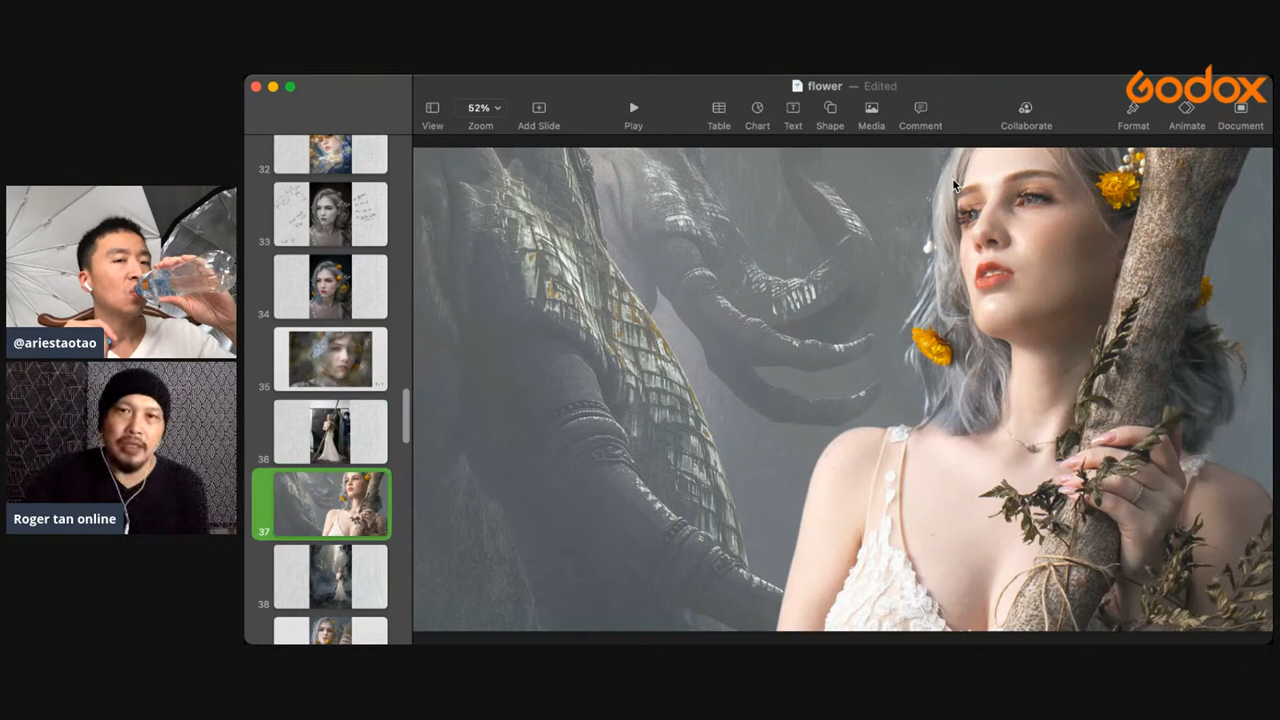 Godox
flower — Edited
52%
View
Zoom
Add Slide
Play
Table
Chart
Text
Shape
Media
Comment
Collaborate
Format
Animate
Document
32
33
34
35
36
37
38
@ariestaotao
Roger tan online